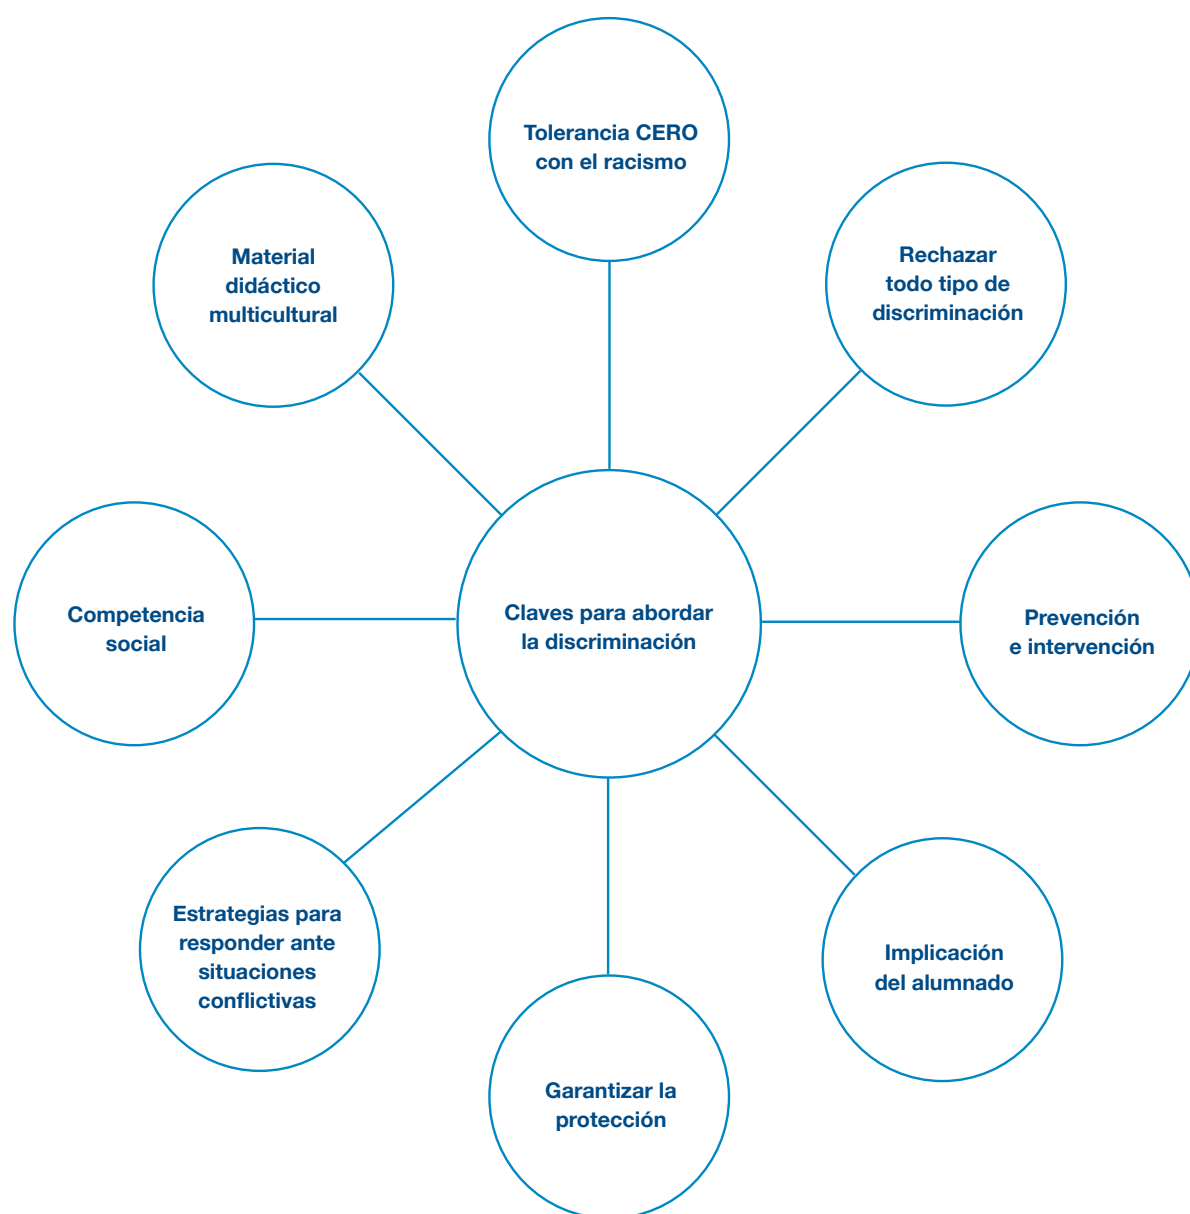 Tolerancia CERO
con el racismo
Rechazar
todo tipo de
discriminación
Prevención
e intervención
Implicación
del alumnado
Garantizar la
protección
Estrategias para
responder ante
situaciones
conflictivas
Competencia
social
Material
didáctico
multicultural
Claves para abordar
la discriminación